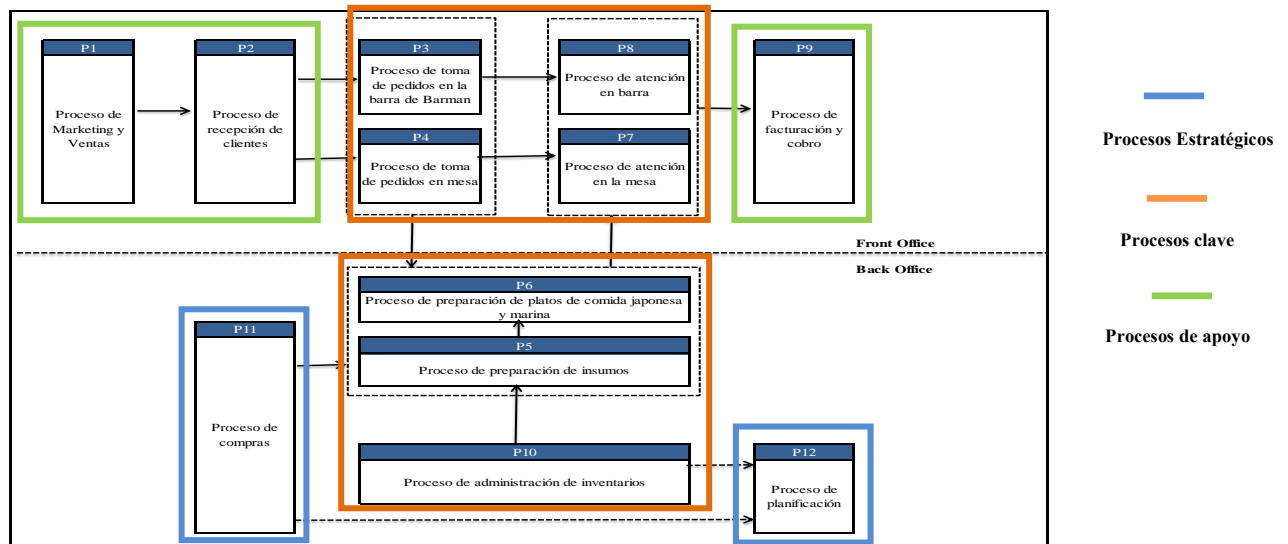 P1
Proceso de
Marketing y
Ventas
P2
Proceso de
recepción de
clientes
P3
Proceso de toma
de pedidos en la
barra de Barman
P4
Proceso de toma
de pedidos en mesa
P8
Proceso de atención
en barra
P7
Proceso de atención
en la mesa
P9
Proceso de
facturación y
cobro
Front Office
Back Office
P6
Proceso de preparación de platos de comida japonesa
y marina
P5
Proceso de preparación de insumos
P11
Proceso de
compras
P10
Proceso de administración de inventarios
P12
Proceso de
planificación
Procesos Estratégicos
Procesos clave
Procesos de apoyo